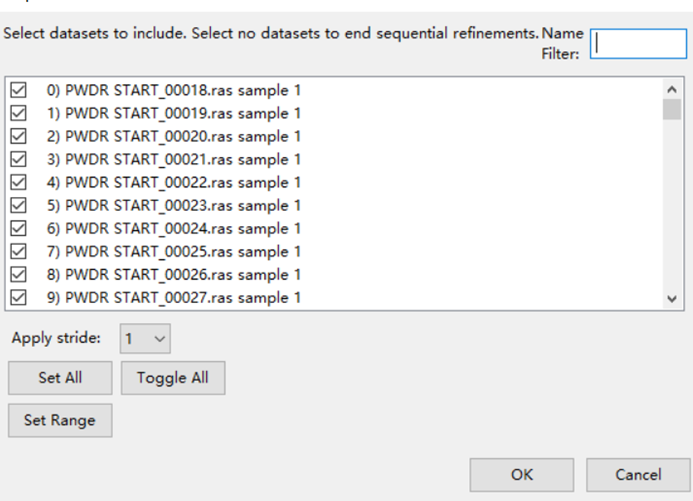 Select datasets to include. Select no datasets to end sequential refinements. Name
Filter:
0) PWDR START_00018.ras sample 1
1) PWDR START_00019.ras sample 1
2) PWDR START_00020.ras sample 1
3) PWDR START_00021.ras sample 1
4) PWDR START_00022.ras sample 1
5) PWDR START_00023.ras sample 1
6) PWDR START_00024.ras sample 1
7) PWDR START_00025.ras sample 1
8) PWDR START_00026.ras sample 1
9) PWDR START_00027.ras sample 1
Apply stride: 1
Set All Toggle All
Set Range
OK Cancel